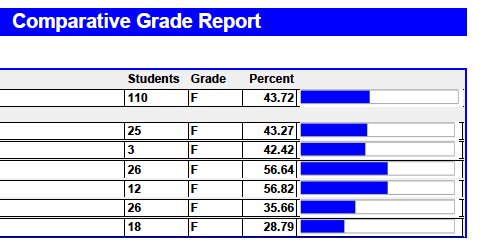 Comparative Grade Report
Students Grade Percent
110 F 43.72
25 F 43.27
3 F 42.42
26 F 56.64
12 F 56.82
26 F 35.66
18 F 28.79